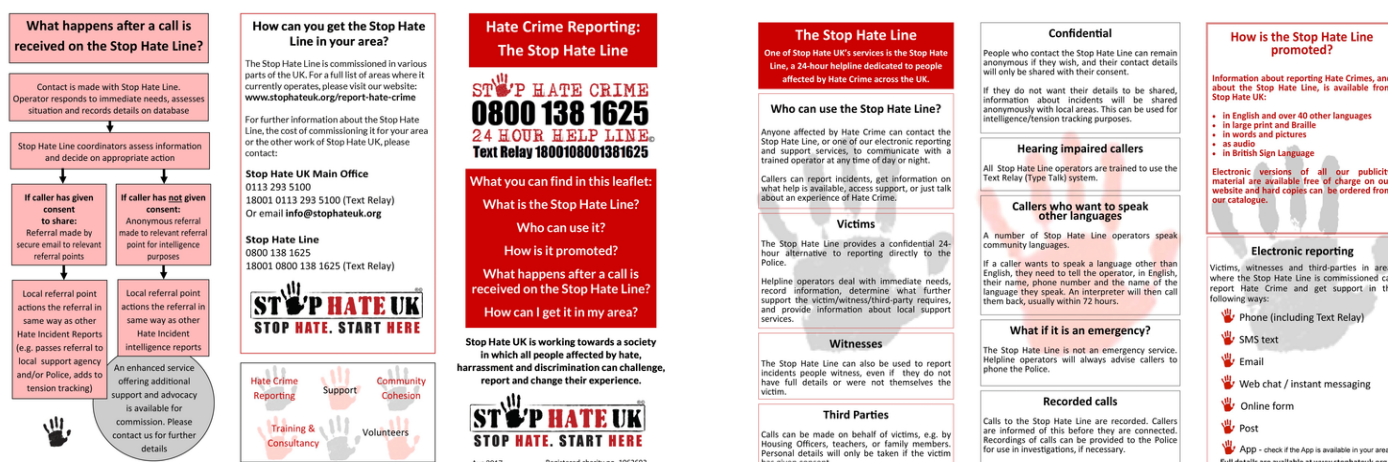 What happens after a call is
received on the Stop Hate Line?
Contact is made with Stop Hate Line.
Operator responds to immediate needs, assesses
situation and records details on database
Stop Hate Line coordinators assess information
and decide on appropriate action
If caller has given
consent
to share:
Referral made by
secure email to relevant
referral points
If caller has not given
consent:
Anonymous referral
made to relevant referral
point for intelligence
purposes
Local referral point
actions the referral in
same way as other
Hate Incident Reports
(e.g. passes referral to
local support agency
and/or Police, adds to
tension tracking)
Local referral point
actions the referral in
same way as other
Hate Incident
intelligence reports
An enhanced service
offering additional
support and advocacy
is available for
commission. Please
contact us for further
details
How can you get the Stop Hate
Line in your area?
The Stop Hate Line is commissioned in various
parts of the UK. For a full list of areas where it
currently operates, please visit our website:
www.stophateuk.org/report-hate-crime
For further information about the Stop Hate
Line, the cost of commissioning it for your area
or the other work of Stop Hate UK, please
contact:
Stop Hate UK Main Office
0113 293 5100
18001 0113 293 5100 (Text Relay)
Or email info@stophateuk.org
Stop Hate Line
0800 138 1625
18001 0800 138 1625 (Text Relay)
STOP HATE UK
STOP HATE. START HERE
Hate Crime
Reporting
Support
Community
Cohesion
Training &
Consultancy
Volunteers
Hate Crime Reporting:
The Stop Hate Line
STOP HATE CRIME
0800 138 1625
24 HOUR HELP LINE©
Text Relay 1800108001381625
What you can find in this leaflet:
What is the Stop Hate Line?
Who can use it?
How is it promoted?
What happens after a call is
received on the Stop Hate Line?
How can I get it in my area?
Stop Hate UK is working towards a society
in which all people affected by hate,
harrassment and discrimination can challenge,
report and change their experience.
STOP HATE UK
STOP HATE. START HERE
The Stop Hate Line
One of Stop Hate UK's services is the Stop Hate
Line, a 24-hour helpline dedicated to people
affected by Hate Crime across the UK.
Who can use the Stop Hate Line?
Anyone affected by Hate Crime can contact the
Stop Hate Line, or one of our electronic reporting
and support services, to communicate with a
trained operator at any time of day or night.
Callers can report incidents, get information on
what help is available, access support, or just talk
about an experience of Hate Crime.
Victims
The Stop Hate Line provides a confidential 24-
hour alternative to reporting directly to the
Police.
Helpline operators deal with immediate needs,
record information, determine what further
support the victim/witness/third-party requires,
and provide information about local support
services.
Witnesses
The Stop Hate Line can also be used to report
incidents people witness, even if they do not
have full details or were not themselves the
victim.
Third Parties
Calls can be made on behalf of victims, e.g. by
Housing Officers, teachers, or family members.
Personal details will only be taken if the victim
Confidential
People who contact the Stop Hate Line can remain
anonymous if they wish, and their contact details
will only be shared with their consent.
If they do not want their details to be shared,
information about incidents will be shared
anonymously with local areas. This can be used for
intelligence/tension tracking purposes.
Hearing impaired callers
All Stop Hate Line operators are trained to use the
Text Relay (Type Talk) system.
Callers who want to speak
other languages
A number of Stop Hate Line operators speak
community languages.
If a caller wants to speak a language other than
English, they need to tell the operator, in English,
their name, phone number and the name of the
language they speak. An interpreter will then call
them back, usually within 72 hours.
What if it is an emergency?
The Stop Hate Line is not an emergency service.
Helpline operators will always advise callers to
phone the Police.
Recorded calls
Calls to the Stop Hate Line are recorded. Callers
are informed of this before they are connected.
Recordings of calls can be provided to the Police
for use in investigations, if necessary.
How is the Stop Hate Line
promoted?
Information about reporting Hate Crimes, and
about the Stop Hate Line, is available from
Stop Hate UK:
• in English and over 40 other languages
• in large print and Braille
• in words and pictures
• as audio
• in British Sign Language
Electronic versions of all our publicity
material are available free of charge on our
website and hard copies can be ordered from
our catalogue.
Electronic reporting
Victims, witnesses and third-parties in
where the Stop Hate Line is commissioned
report Hate Crime and get support in
following ways:
Phone (including Text Relay)
SMS text
Email
Web chat / instant messaging
Online form
Post
App - check if the App is available in your area